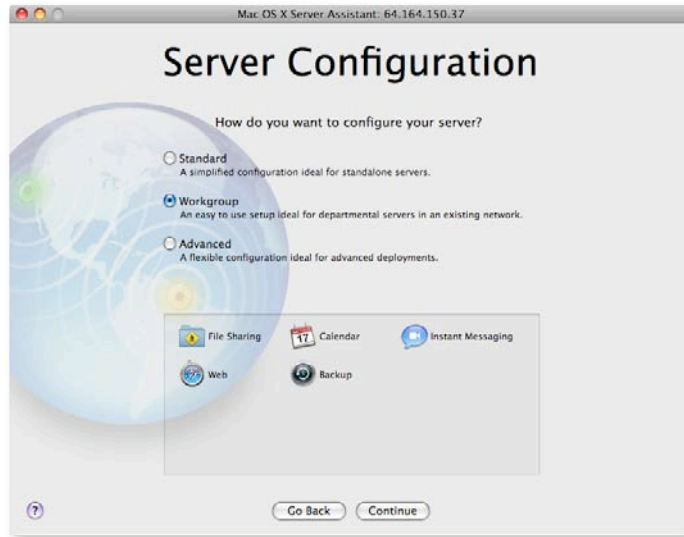 Mac OS X Server Assistant: 64.164.150.37
Server Configuration
How do you want to configure your server?
Standard
A simplified configuration ideal for standalone servers.
Workgroup
An easy to use setup ideal for departmental servers in an existing network.
Advanced
A flexible configuration ideal for advanced deployments.
File Sharing
17 Calendar
Instant Messaging
Web
Backup
?
Go Back
Continue